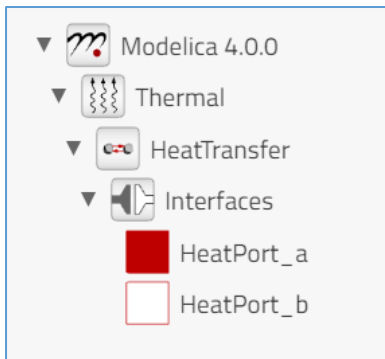 Modelica 4.0.0
Thermal
HeatTransfer
Interfaces
HeatPort_a
HeatPort_b